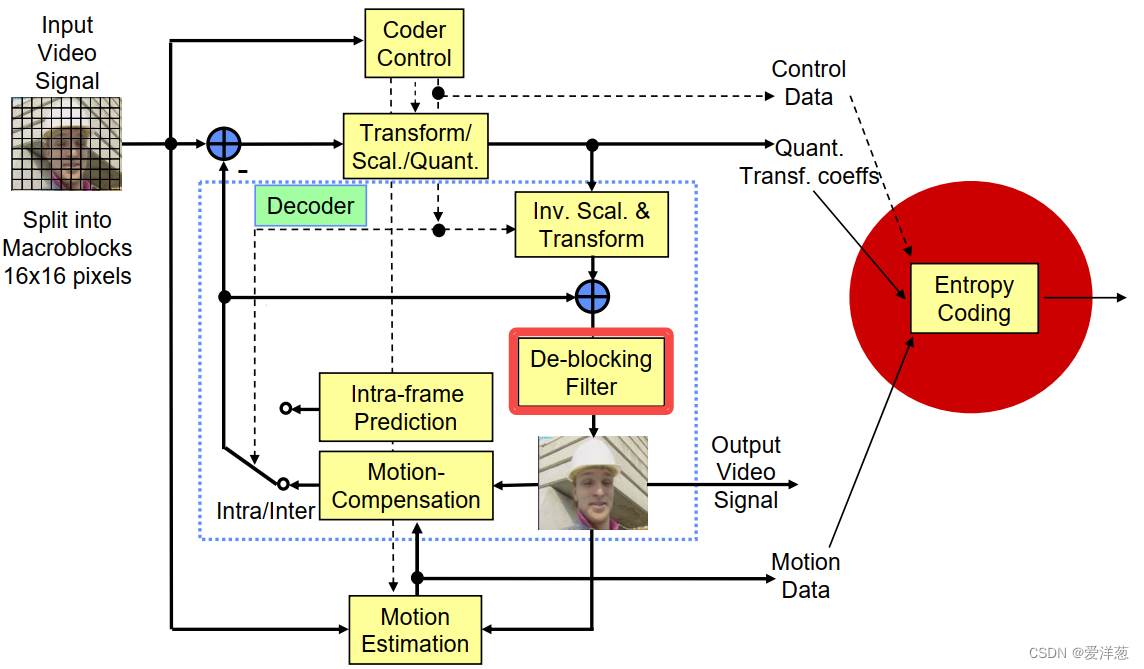 Input
Video
Signal
Coder
Control
Control
Data
Transform/
Scal./Quant.
Quant.
Transf. coeffs
-
Decoder
Inv. Scal. &
Transform
Split into
Macroblocks
16x16 pixels
Entropy
Coding
De-blocking
Filter
Intra-frame
Prediction
Motion-
Compensation
Intra/Inter
Output
Video
Signal
Motion
Data
Motion
Estimation
CSDN @爱洋葱